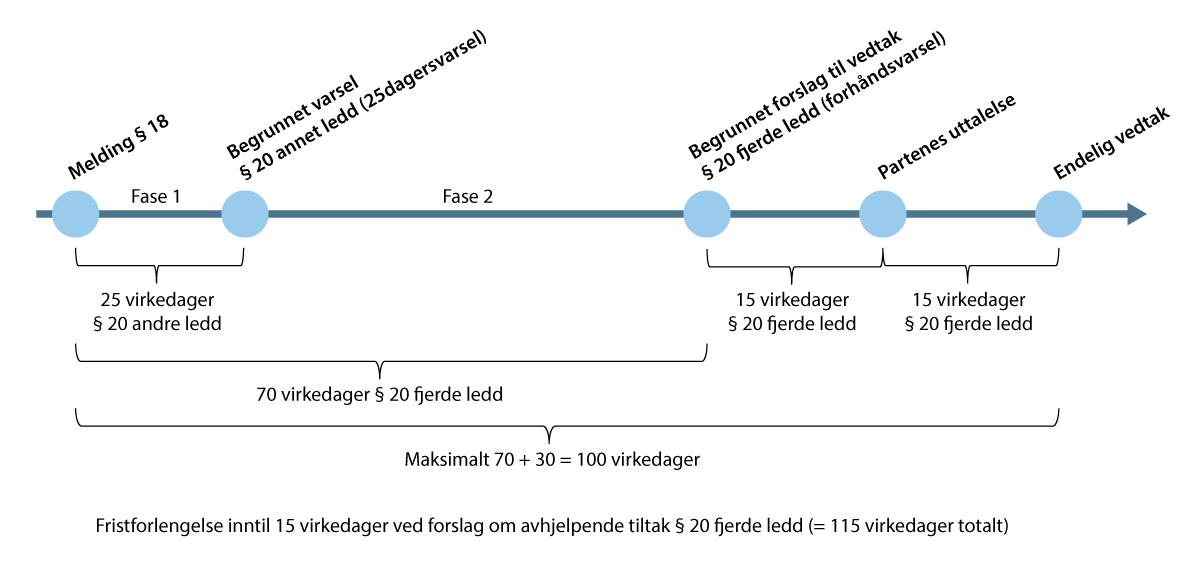 Melding § 18
Begrunnet varsel
§ 20 annet ledd (25dagersvarsel)
Begrunnet forslag til vedtak
§ 20 fjerde ledd (forhåndsvarsel)
Partenes uttalelse
Endelig vedtak
Fase 1
Fase 2
25 virkedager
§ 20 andre ledd
15 virkedager
§ 20 fjerde ledd
15 virkedager
§ 20 fjerde ledd
70 virkedager § 20 fjerde ledd
Maksimalt 70 + 30 = 100 virkedager
Fristforlengelse inntil 15 virkedager ved forslag om avhjelpende tiltak § 20 fjerde ledd (= 115 virkedager totalt)